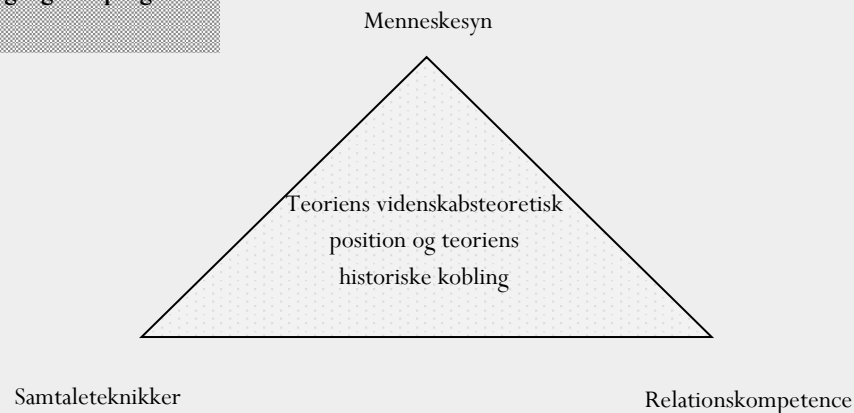 Menneskesyn
Teoriens videnskabsteoretisk
position og teoriens
historiske kobling
Samtaleteknikker
Relationskompetence